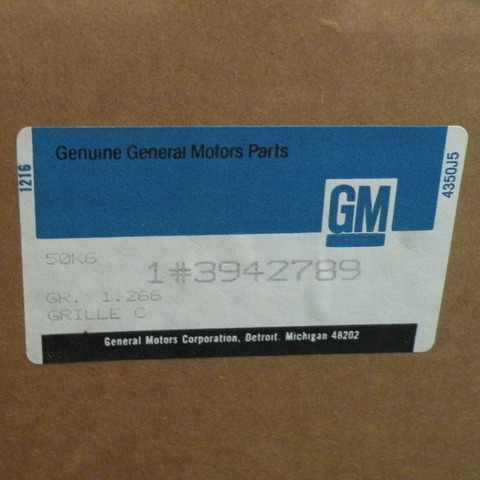 Genuine General Motors Parts
1216
4350J5
GM
50K6
1#3942789
GR. 1.266
GRILLE C
General Motors Corporation, Detroit. Michigan 48202